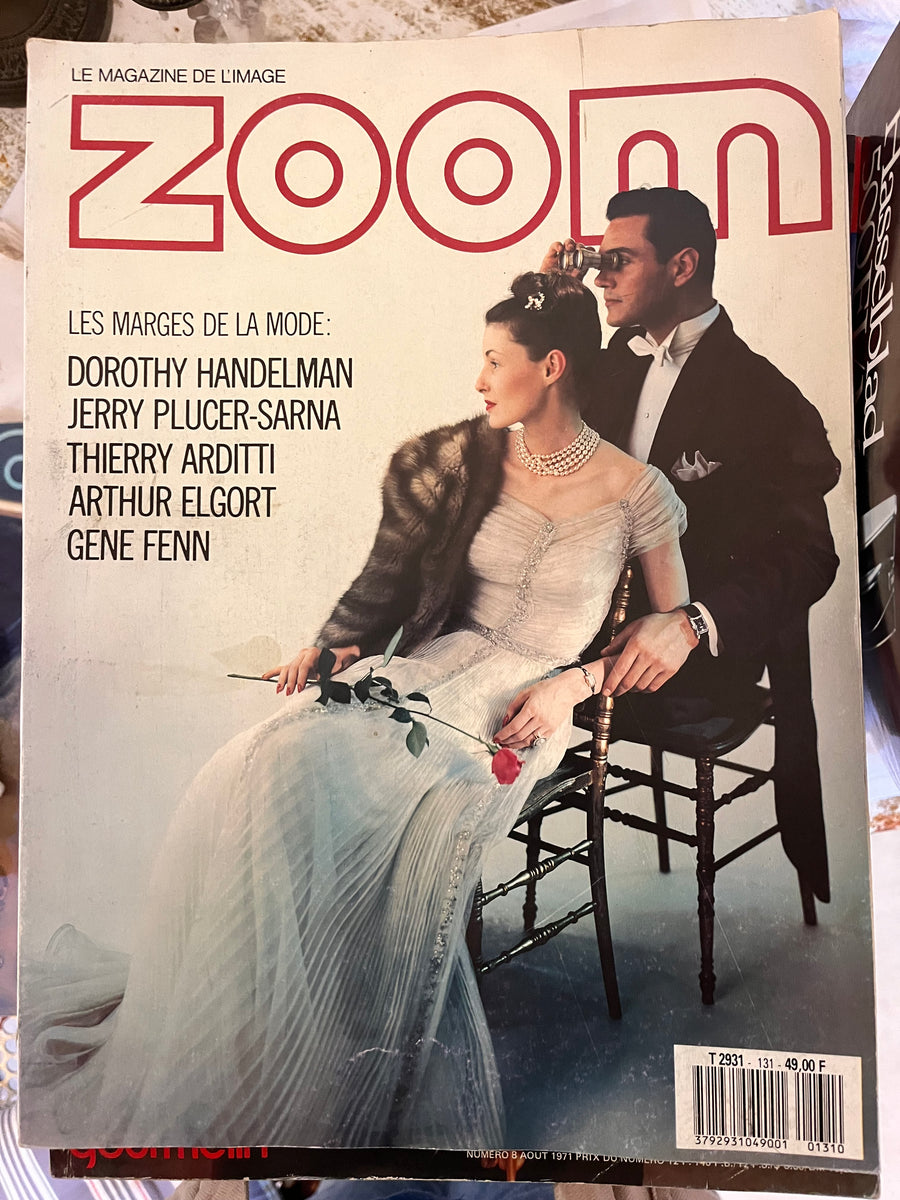 LE MAGAZINE DE L'IMAGE
ZOOM
LES MARGES DE LA MODE:
DOROTHY HANDELMAN
JERRY PLUCER-SARNA
THIERRY ARDITTI
ARTHUR ELGORT
GENE FENN
T 2931 - 131 - 49,00 F
3792931049001 01310
NUMERO 8 AOUT 1971 PRIX DU NUMERO 12 F.
Hasselblad